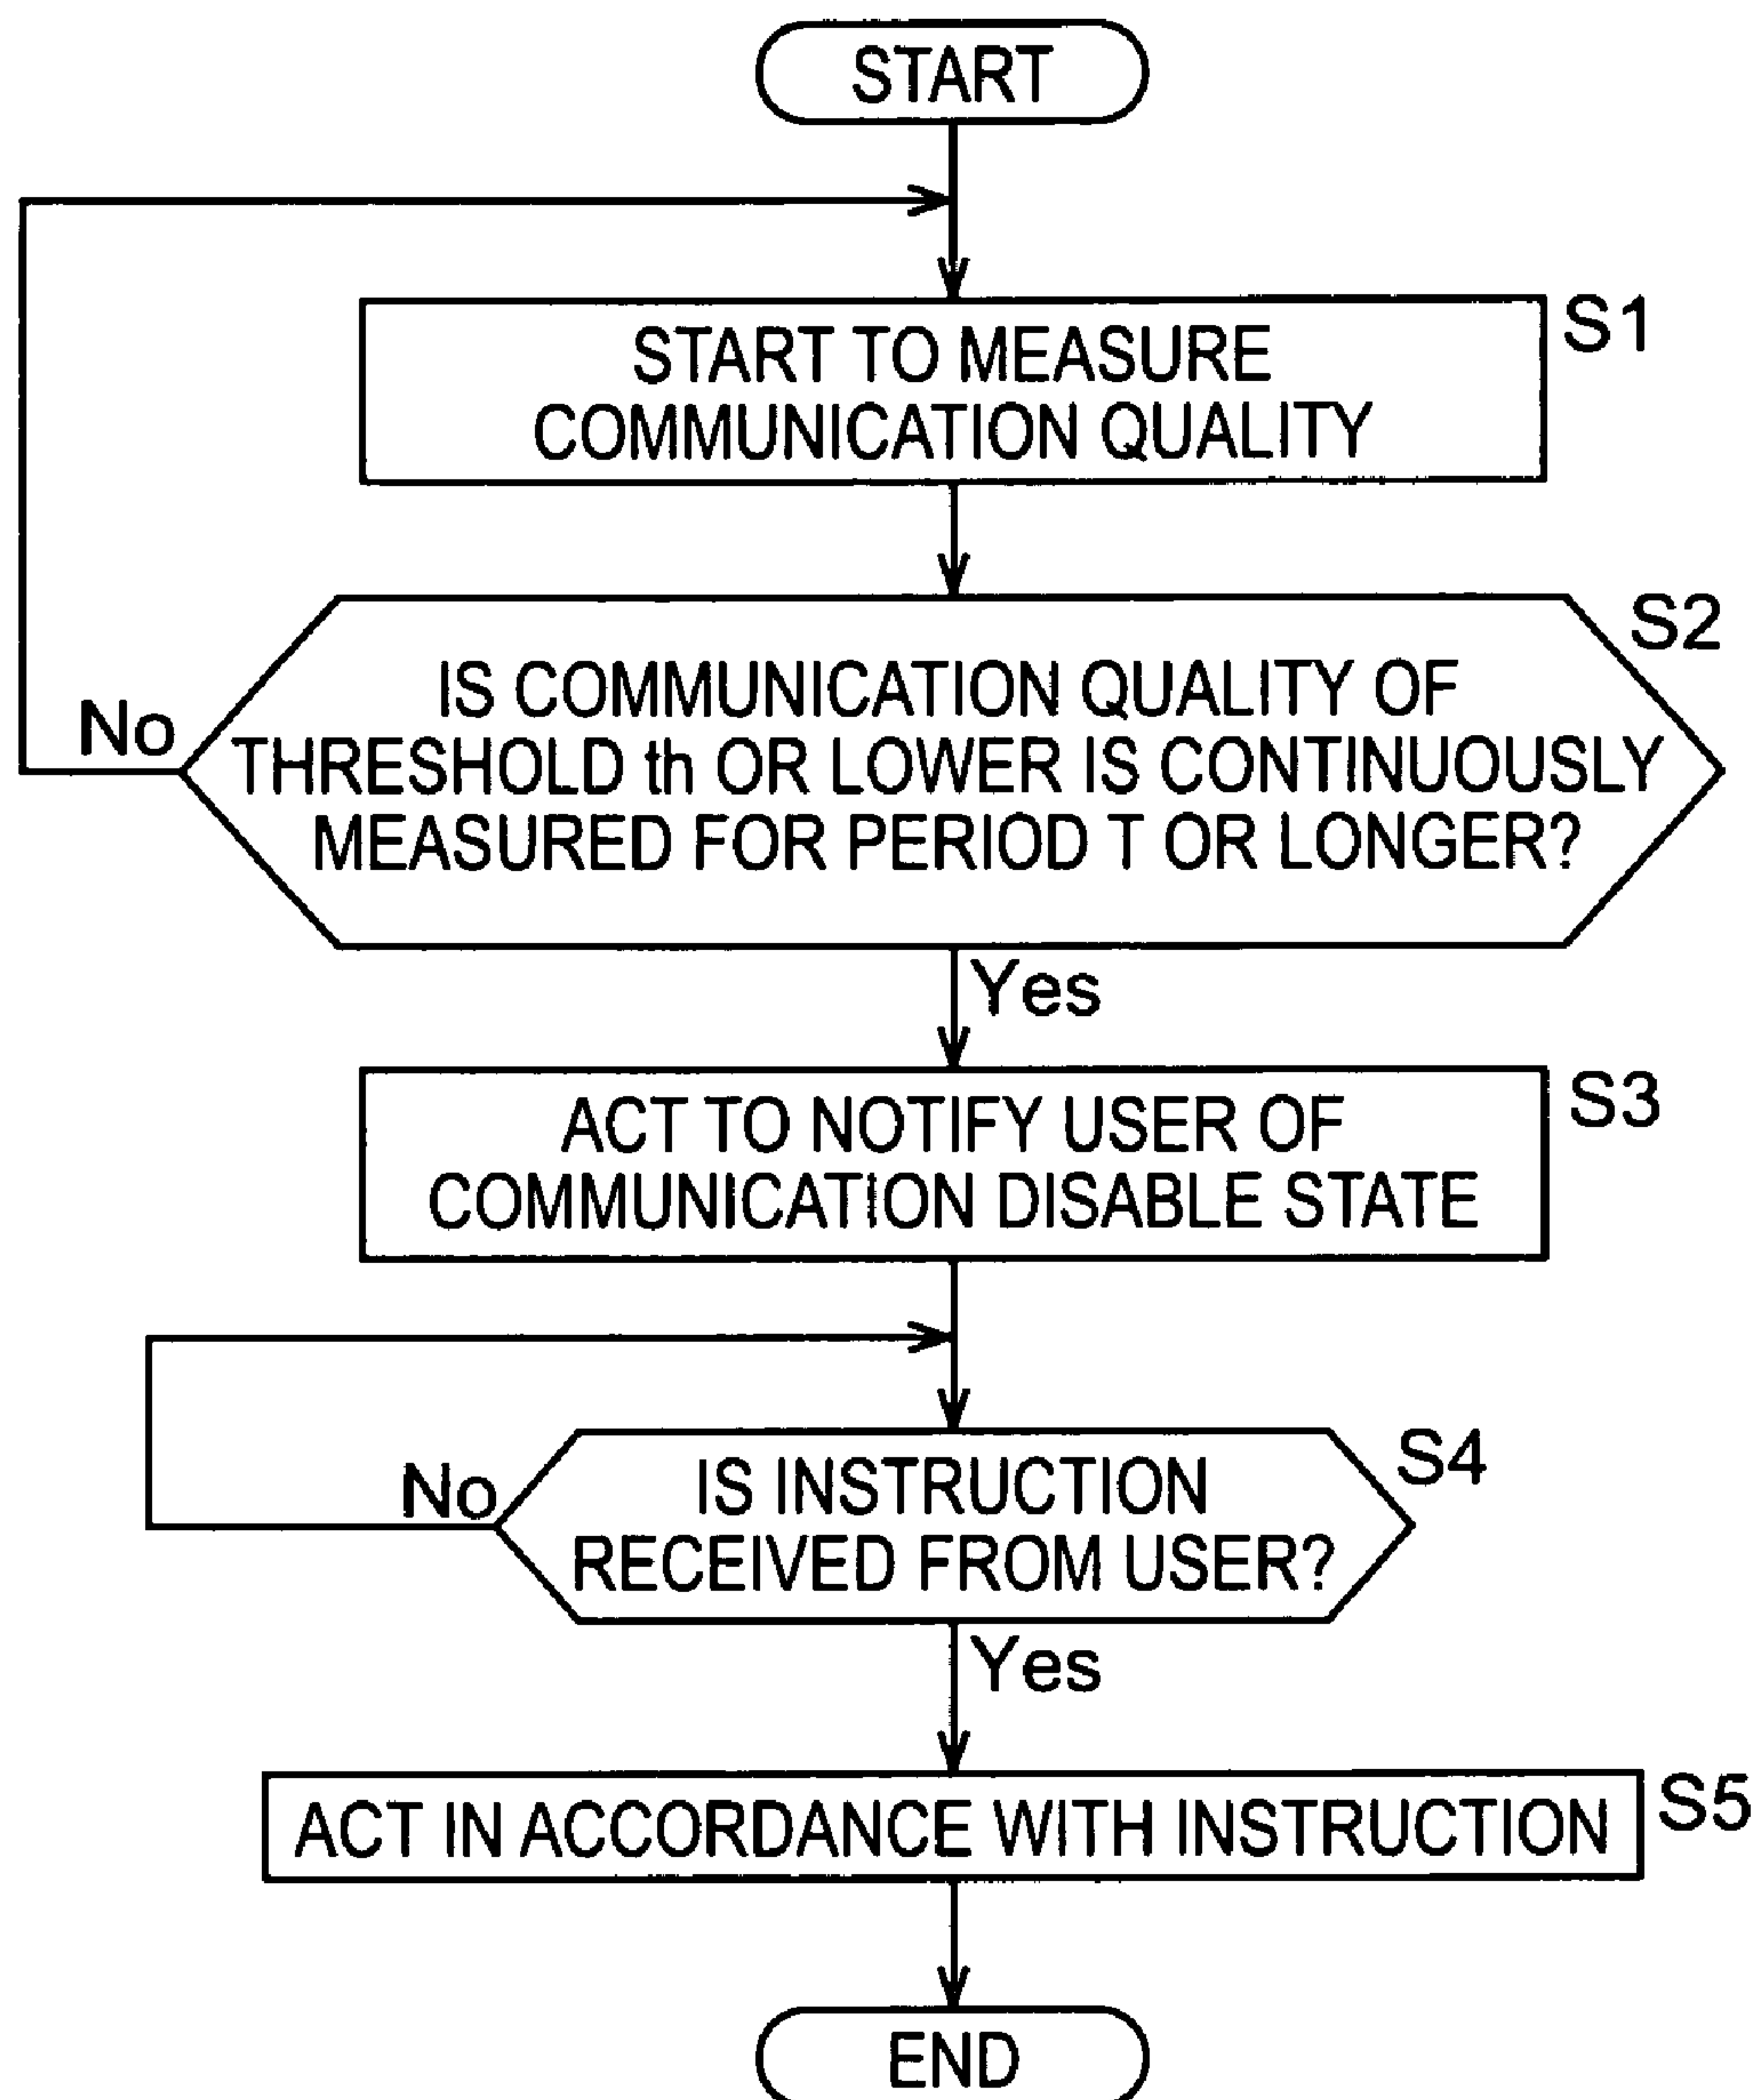 START
START TO MEASURE
COMMUNICATION QUALITY
S1
IS COMMUNICATION QUALITY OF
THRESHOLD th OR LOWER IS CONTINUOUSLY
MEASURED FOR PERIOD T OR LONGER?
S2
No
Yes
ACT TO NOTIFY USER OF
COMMUNICATION DISABLE STATE
S3
IS INSTRUCTION
RECEIVED FROM USER?
S4
No
Yes
ACT IN ACCORDANCE WITH INSTRUCTION
S5
END